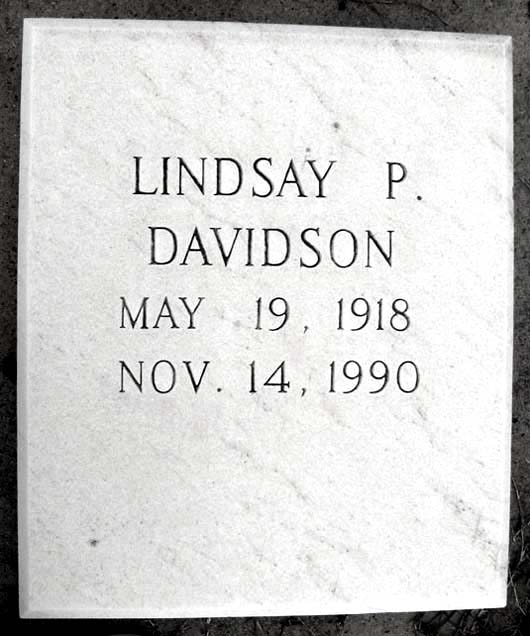 LINDSAY P.
DAVIDSON
MAY 19, 1918
NOV. 14, 1990